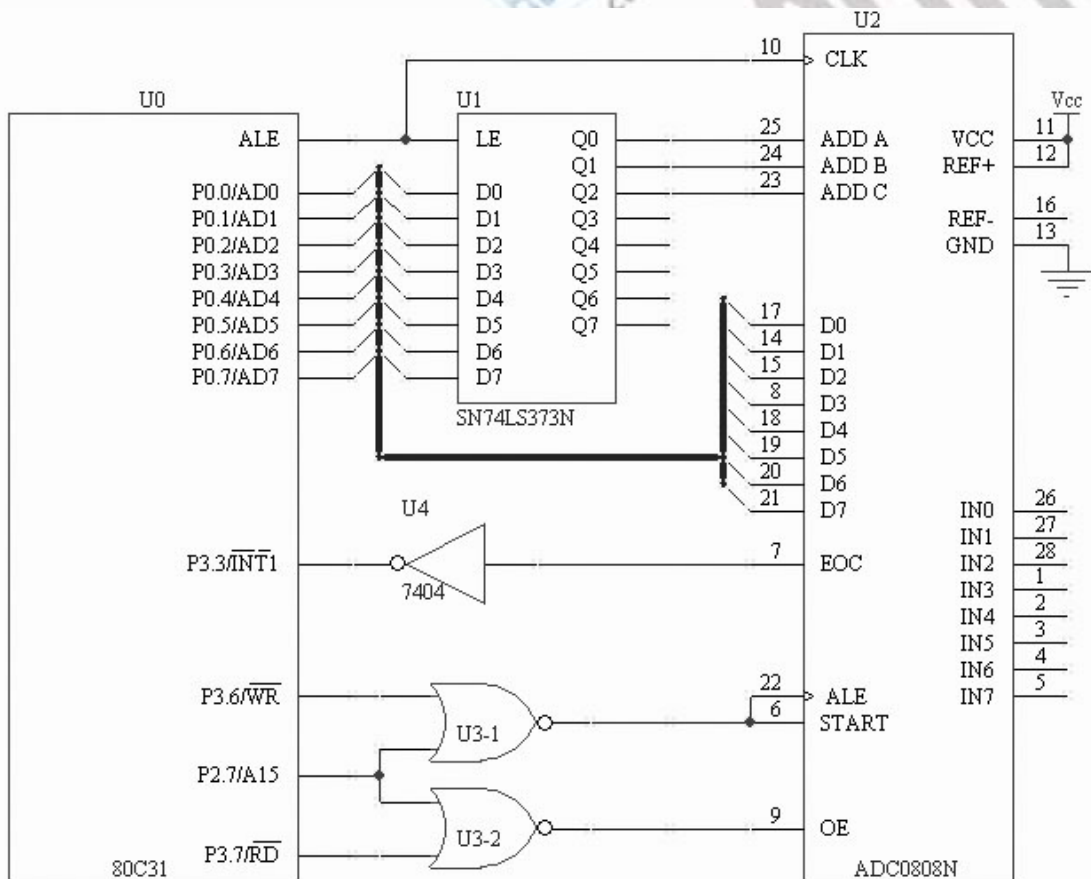 U2
10 CLK
U0 U1 Vcc
ALE LE Q0 25 ADD A VCC 11
Q1 24 ADD B REF+ 12
P0.0/AD0 D0 Q2 23 ADD C
P0.1/AD1 D1 Q3 REF- 16
P0.2/AD2 D2 Q4 GND 13
P0.3/AD3 D3 Q5
P0.4/AD4 D4 Q6
P0.5/AD5 D5 Q7 17 D0
P0.6/AD6 D6 14 D1
P0.7/AD7 D7 15 D2
8 D3
SN74LS373N 18 D4
19 D5
20 D6
U4 21 D7 IN0 26
IN1 27
P3.3/INT1 7 EOC IN2 28
7404 IN3 1
IN4 2
IN5 3
IN6 4
P3.6/WR 22 ALE IN7 5
U3-1 6 START
P2.7/A15
U3-2 9 OE
P3.7/RD
80C31 ADC0808N